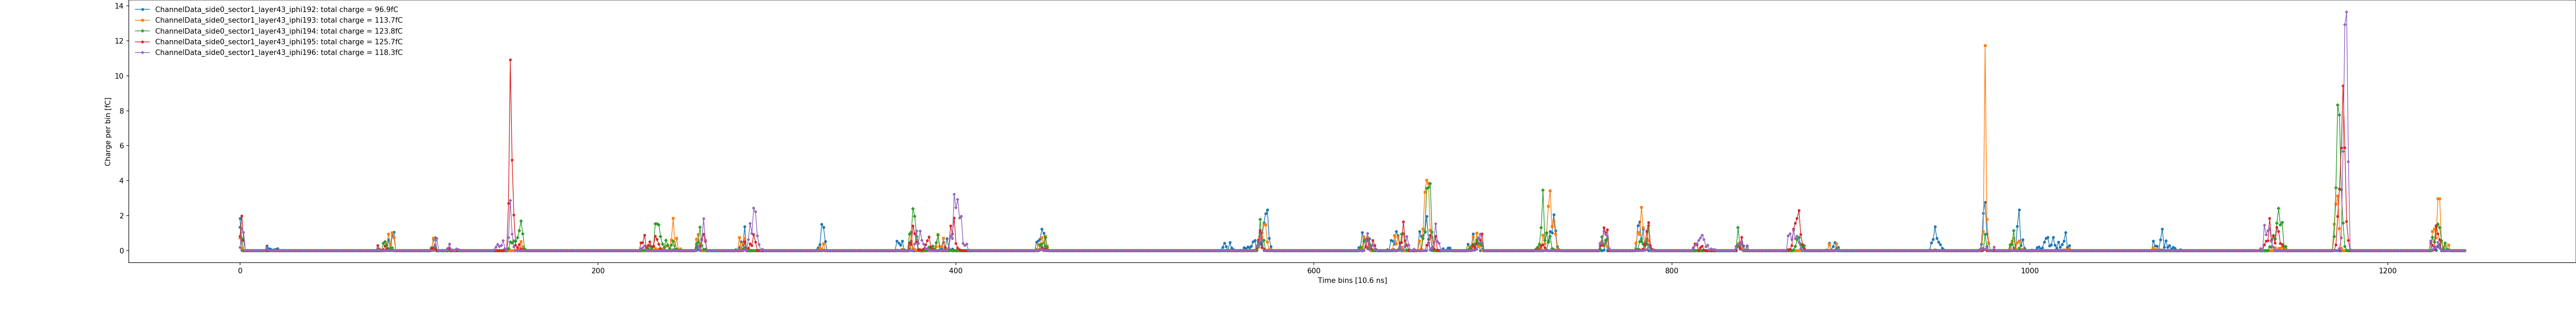 ChannelData_side0_sector1_layer43_iphi192: total charge = 96.9fC
ChannelData_side0_sector1_layer43_iphi193: total charge = 113.7fC
ChannelData_side0_sector1_layer43_iphi194: total charge = 123.8fC
ChannelData_side0_sector1_layer43_iphi195: total charge = 125.7fC
ChannelData_side0_sector1_layer43_iphi196: total charge = 118.3fC
Charge per bin [fC]
14
12
10
8
6
4
2
0
0 200 400 600 800 1000 1200
Time bins [10.6 ns]